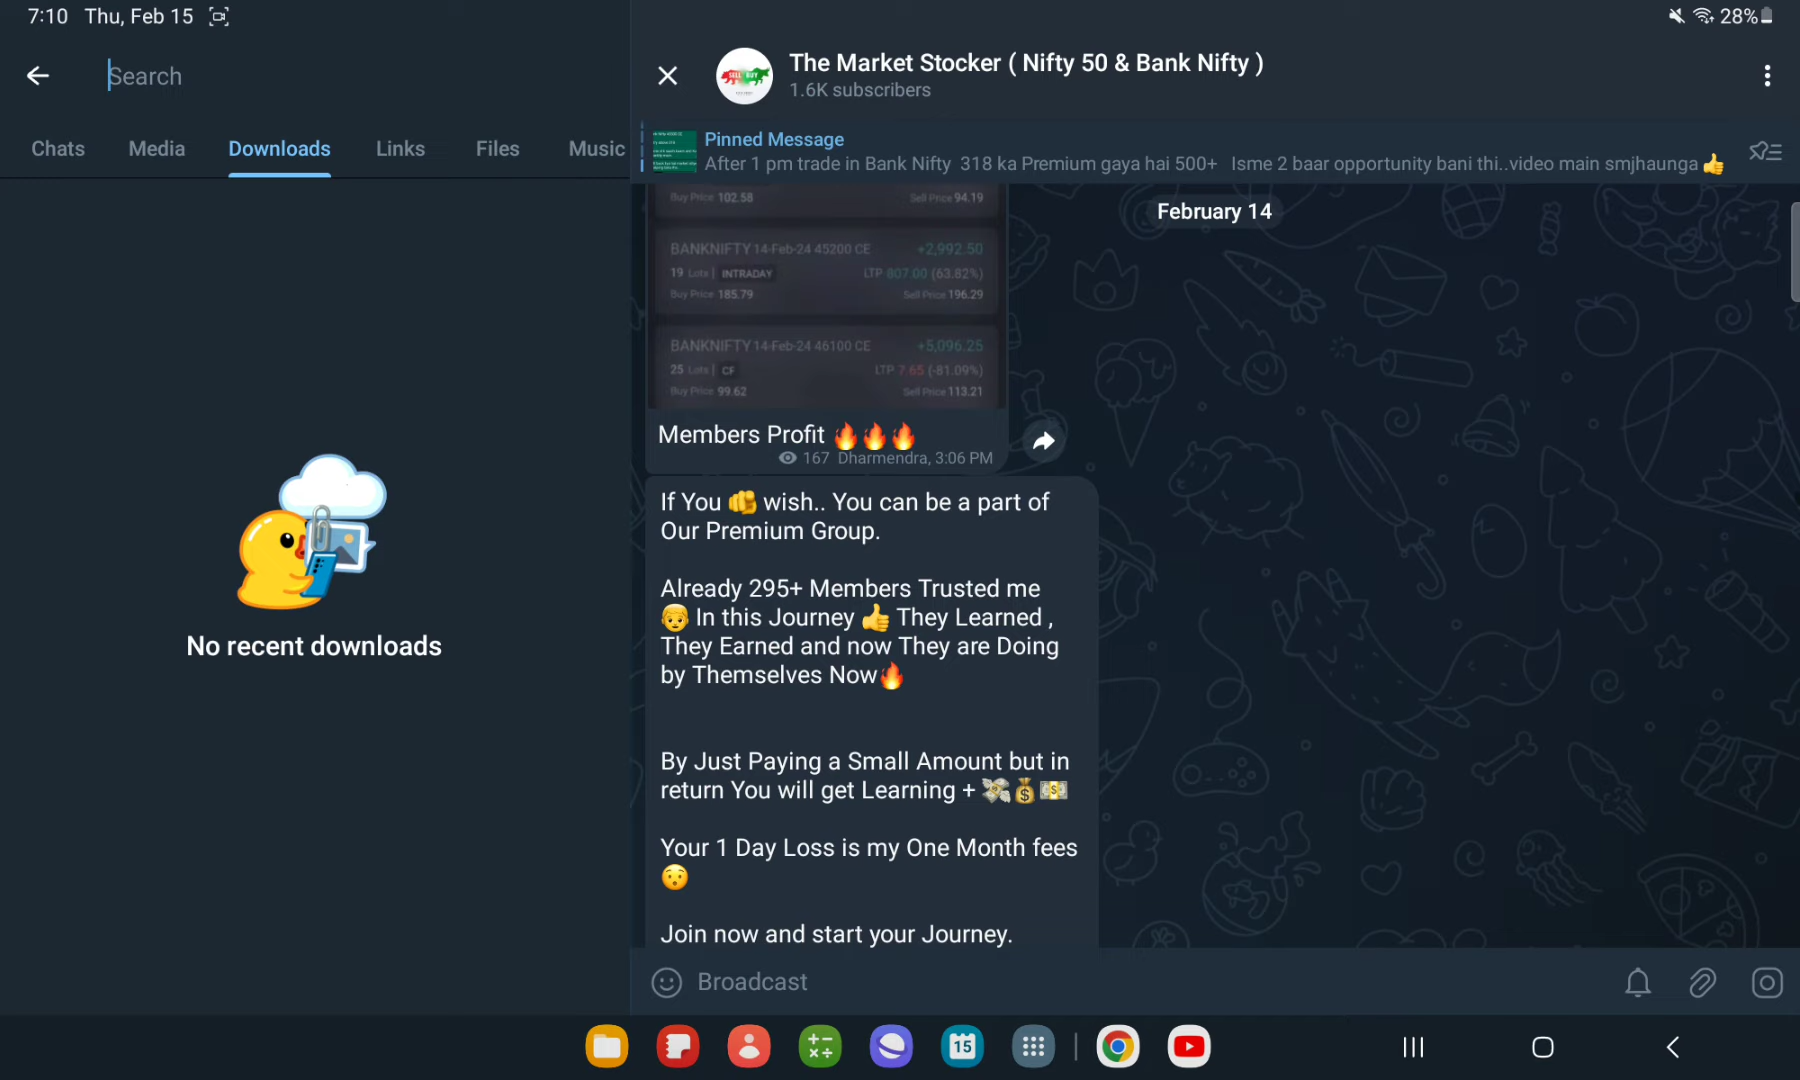 7:10 Thu, Feb 15
28%
Search
Chats Media Downloads Links Files Music
No recent downloads
The Market Stocker ( Nifty 50 & Bank Nifty )
1.6K subscribers
Pinned Message
After 1 pm trade in Bank Nifty 318 ka Premium gaya hai 500+ Isme 2 baar opportunity bani thi..video main smjhaunga 👍
February 14
Buy Price 102.58 Sell Price 94.19
BANKNIFTY 14-Feb-24 45200 CE +2,992.50
19 Lots | INTRADAY LTP 807.00 (63.82%)
Buy Price 185.79 Sell Price 196.29
BANKNIFTY 14-Feb-24 46100 CE +5,096.25
25 Lots | CF LTP 7.65 (-81.09%)
Buy Price 99.62 Sell Price 113.21
Members Profit 🔥🔥🔥
167 Dharmendra, 3:06 PM
If You 🫵 wish.. You can be a part of
Our Premium Group.
Already 295+ Members Trusted me
👦 In this Journey 👍 They Learned ,
They Earned and now They are Doing
by Themselves Now🔥
By Just Paying a Small Amount but in
return You will get Learning + 💸💰💵
Your 1 Day Loss is my One Month fees
😯
Join now and start your Journey.
Broadcast
SELL BUY
15